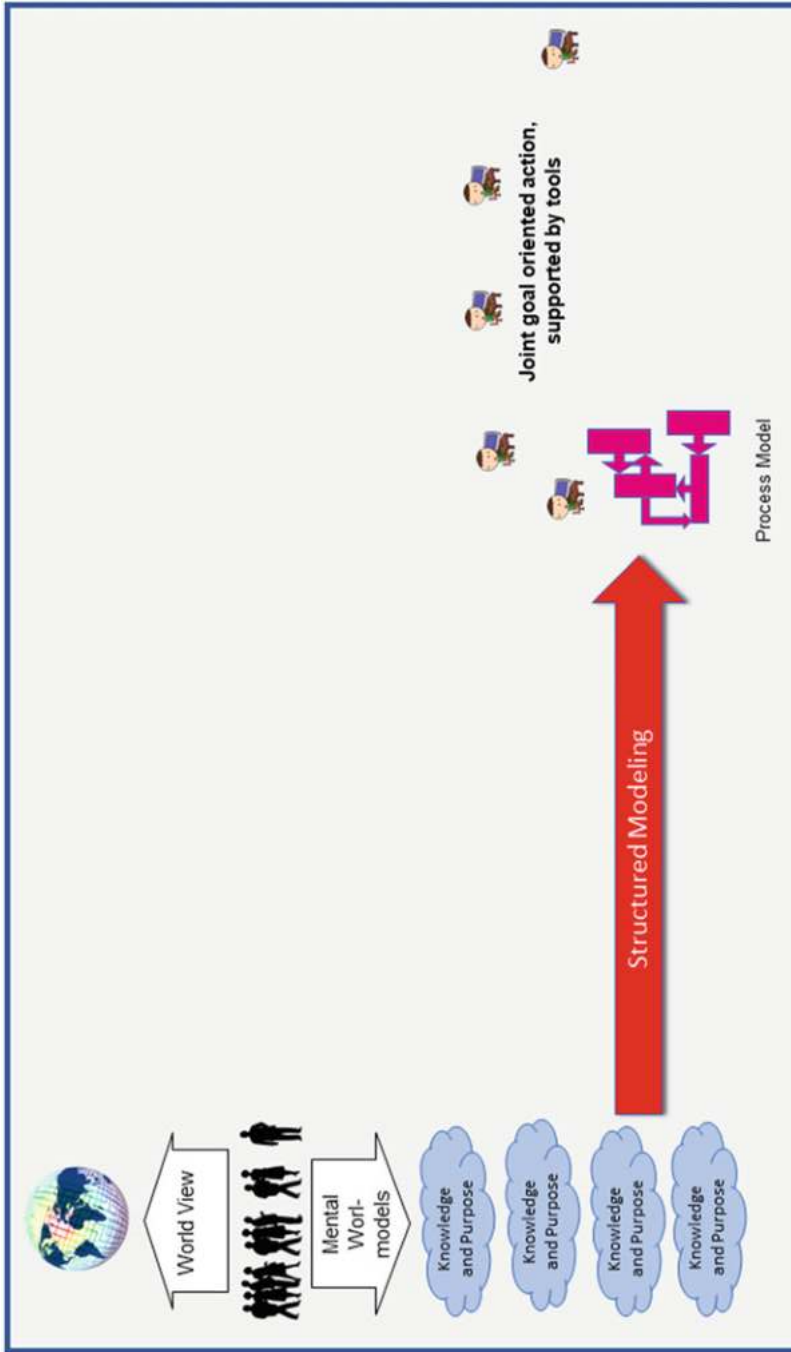 World View
Mental
Worl-
models
Knowledge
and Purpose
Knowledge
and Purpose
Knowledge
and Purpose
Knowledge
and Purpose
Structured Modeling
Joint goal oriented action,
supported by tools
Process Model